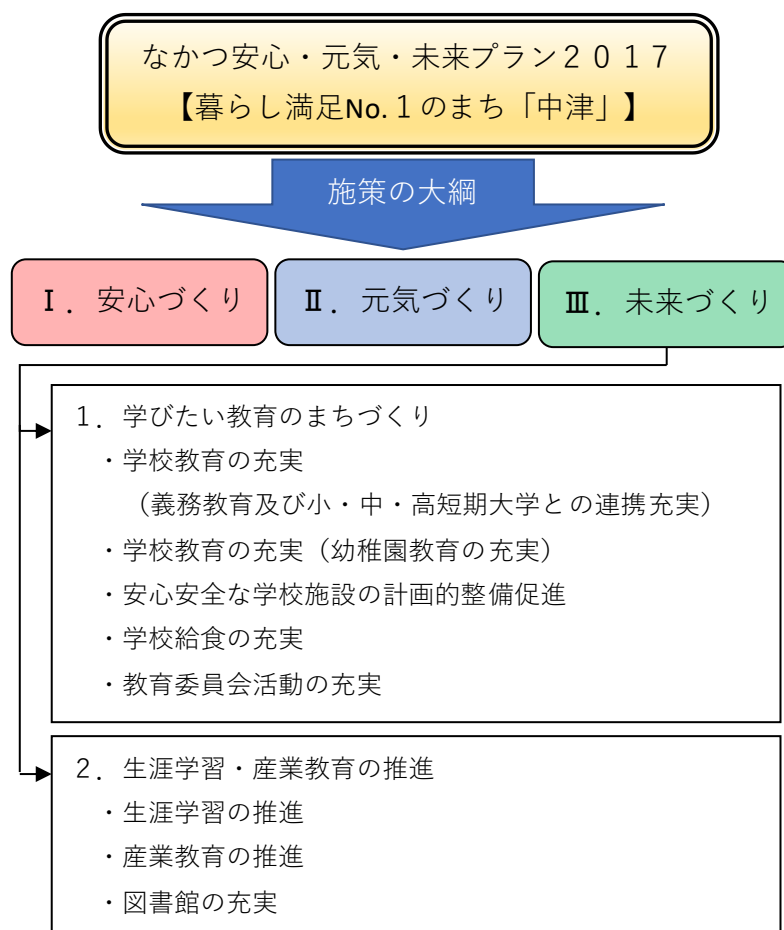 なかつ安心・元気・未来プラン２０１７
【暮らし満足No.１のまち「中津」】
施策の大綱
Ⅰ．安心づくり
Ⅱ．元気づくり
Ⅲ．未来づくり
１．学びたい教育のまちづくり
・学校教育の充実
（義務教育及び小・中・高短期大学との連携充実）
・学校教育の充実（幼稚園教育の充実）
・安心安全な学校施設の計画的整備促進
・学校給食の充実
・教育委員会活動の充実
２．生涯学習・産業教育の推進
・生涯学習の推進
・産業教育の推進
・図書館の充実